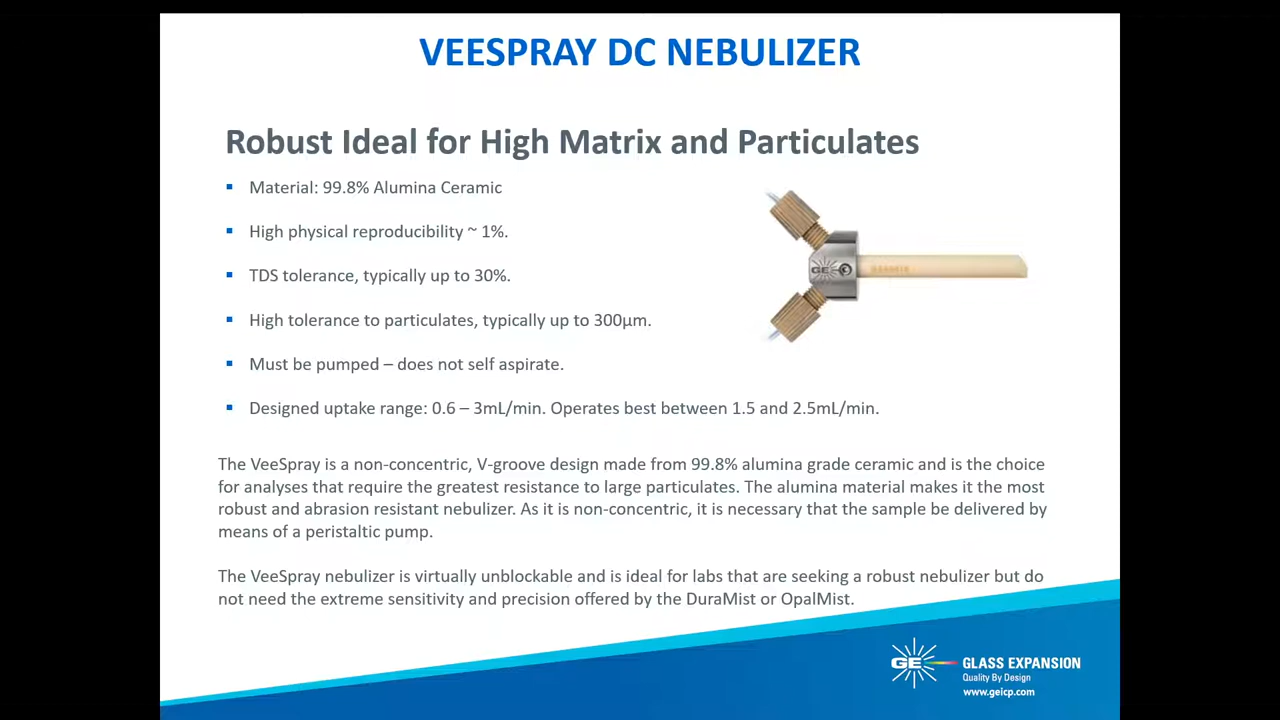 VEESPRAY DC NEBULIZER
Robust Ideal for High Matrix and Particulates
▪ Material: 99.8% Alumina Ceramic
▪ High physical reproducibility ~ 1%.
▪ TDS tolerance, typically up to 30%.
▪ High tolerance to particulates, typically up to 300µm.
▪ Must be pumped – does not self aspirate.
▪ Designed uptake range: 0.6 – 3mL/min. Operates best between 1.5 and 2.5mL/min.
GE
The VeeSpray is a non-concentric, V-groove design made from 99.8% alumina grade ceramic and is the choice
for analyses that require the greatest resistance to large particulates. The alumina material makes it the most
robust and abrasion resistant nebulizer. As it is non-concentric, it is necessary that the sample be delivered by
means of a peristaltic pump.
The VeeSpray nebulizer is virtually unblockable and is ideal for labs that are seeking a robust nebulizer but do
not need the extreme sensitivity and precision offered by the DuraMist or OpalMist.
GE GLASS EXPANSION
Quality By Design
www.geicp.com